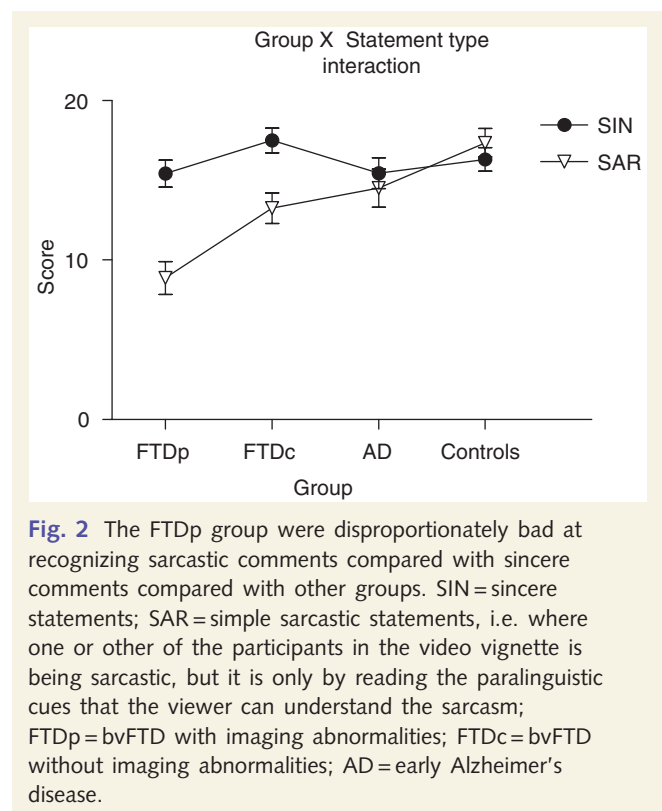 Group X Statement type
interaction
20
10
0
Score
SIN
SAR
FTDp FTDc AD Controls
Group
Fig. 2 The FTDp group were disproportionately bad at
recognizing sarcastic comments compared with sincere
comments compared with other groups. SIN = sincere
statements; SAR = simple sarcastic statements, i.e. where
one or other of the participants in the video vignette is
being sarcastic, but it is only by reading the paralinguistic
cues that the viewer can understand the sarcasm;
FTDp = bvFTD with imaging abnormalities; FTDc = bvFTD
without imaging abnormalities; AD = early Alzheimer's
disease.